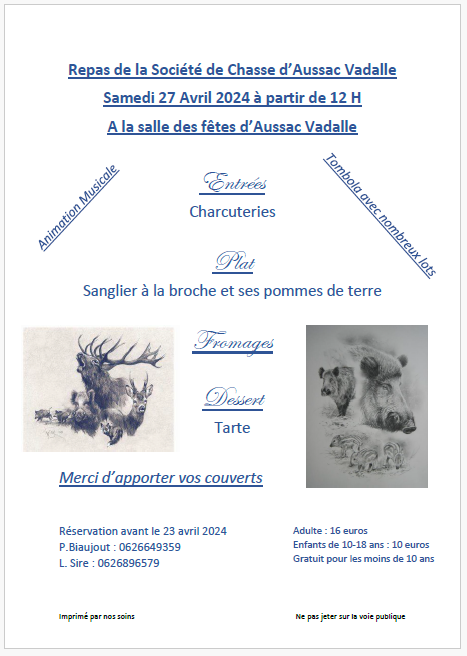 Repas de la Société de Chasse d'Aussac Vadalle
Samedi 27 Avril 2024 à partir de 12 H
A la salle des fêtes d'Aussac Vadalle
Animation Musicale
Tombola avec nombreux lots
Entrées
Charcuteries
Plat
Sanglier à la broche et ses pommes de terre
Fromages
Dessert
Tarte
Merci d'apporter vos couverts
Réservation avant le 23 avril 2024
P.Biaujout : 0626649359
L. Sire : 0626896579
Adulte : 16 euros
Enfants de 10-18 ans : 10 euros
Gratuit pour les moins de 10 ans
Imprimé par nos soins
Ne pas jeter sur la voie publique